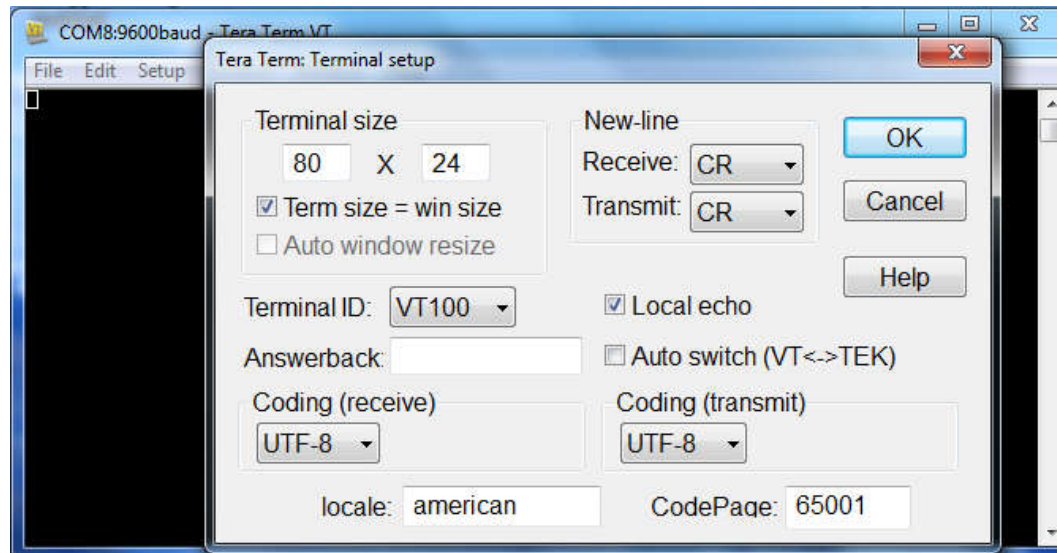 COM8:9600baud - Tera Term VT
File Edit Setup
Tera Term: Terminal setup
Terminal size
80 X 24
Term size = win size
Auto window resize
New-line
Receive: CR
Transmit: CR
OK
Cancel
Help
Terminal ID: VT100
Local echo
Answerback:
Auto switch (VT<->TEK)
Coding (receive)
UTF-8
Coding (transmit)
UTF-8
locale: american
CodePage: 65001